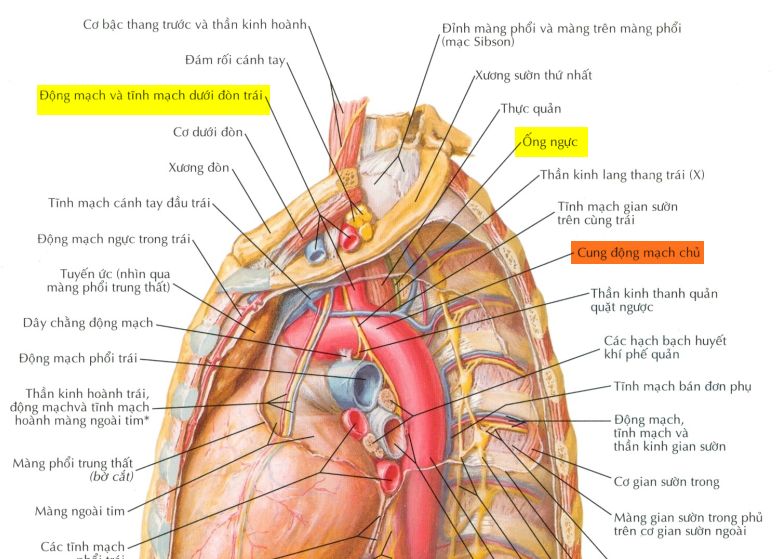 Cơ bậc thang trước và thần kinh hoành
Đám rối cánh tay
Động mạch và tĩnh mạch dưới đòn trái
Cơ dưới đòn
Xương đòn
Tĩnh mạch cánh tay đầu trái
Động mạch ngực trong trái
Tuyến ức (nhìn qua
màng phổi trung thất)
Dây chằng động mạch
Động mạch phổi trái
Thần kinh hoành trái,
động mạchvà tĩnh mạch
hoành màng ngoài tim*
Màng phổi trung thất
(bờ cắt)
Màng ngoài tim
Các tĩnh mạch
phổi trái
Đỉnh màng phổi và màng trên màng phổi
(mạc Sibson)
Xương sườn thứ nhất
Thực quản
Ống ngực
Thần kinh lang thang trái (X)
Tĩnh mạch gian sườn
trên cùng trái
Cung động mạch chủ
Thần kinh thanh quản
quặt ngược
Các hạch bạch huyết
khí phế quản
Tĩnh mạch bán đơn phụ
Động mạch,
tĩnh mạch và
thần kinh gian sườn
Cơ gian sườn trong
Màng gian sườn trong phủ
trên cơ gian sườn ngoài